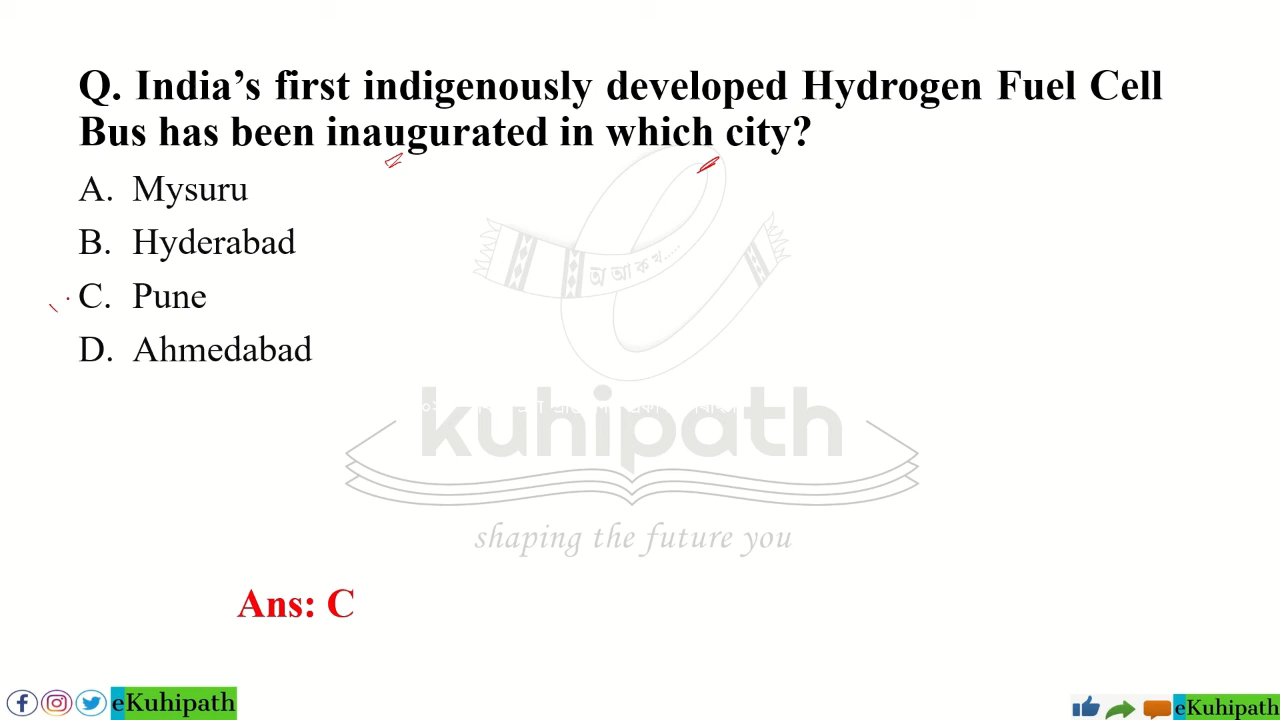 Q. India’s first indigenously developed Hydrogen Fuel Cell
Bus has been inaugurated in which city?
A. Mysuru
B. Hyderabad
C. Pune
D. Ahmedabad
অ আ ক খ.....
kuhipath
shaping the future you
Ans: C
eKuhipath
eKuhipath